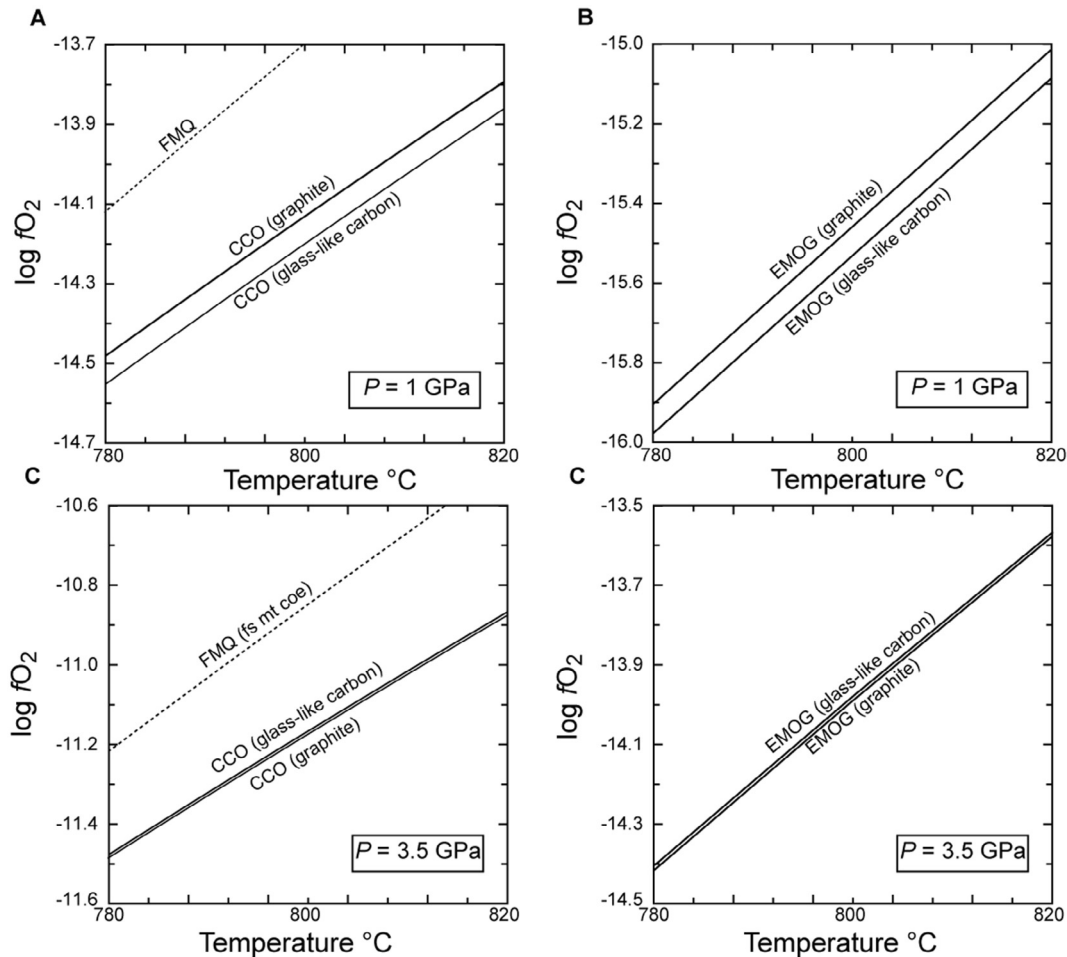 A
-13.7
-13.9
-14.1
-14.3
-14.5
-14.7
log fO2
FMQ
CCO (graphite)
CCO (glass-like carbon)
P = 1 GPa
780
800
820
Temperature °C
B
-15.0
-15.2
-15.4
-15.6
-15.8
-16.0
log fO2
EMOG (graphite)
EMOG (glass-like carbon)
P = 1 GPa
780
800
820
Temperature °C
C
-10.6
-10.8
-11.0
-11.2
-11.4
-11.6
log fO2
FMQ (fs mt coe)
CCO (glass-like carbon)
CCO (graphite)
P = 3.5 GPa
780
800
820
Temperature °C
C
-13.5
-13.7
-13.9
-14.1
-14.3
-14.5
log fO2
EMOG (glass-like carbon)
EMOG (graphite)
P = 3.5 GPa
780
800
820
Temperature °C